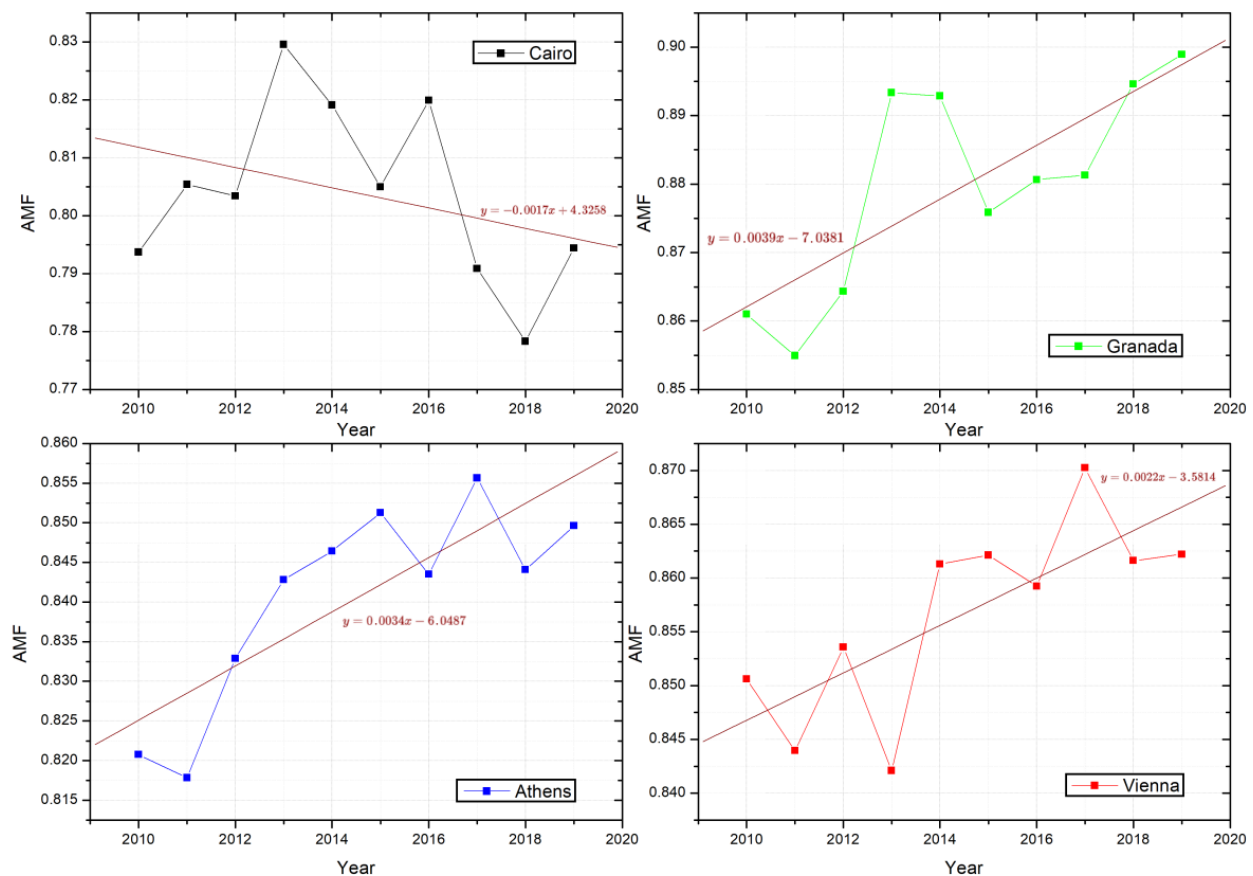 0.83
0.82
0.81
0.80
0.79
0.78
0.77
AMF
Cairo
y = −0.0017x + 4.3258
2010 2012 2014 2016 2018 2020
Year
0.90
0.89
0.88
0.87
0.86
0.85
AMF
y = 0.0039x − 7.0381
Granada
2010 2012 2014 2016 2018 2020
Year
0.860
0.855
0.850
0.845
0.840
0.835
0.830
0.825
0.820
0.815
AMF
y = 0.0034x − 6.0487
Athens
2010 2012 2014 2016 2018 2020
Year
0.870
0.865
0.860
0.855
0.850
0.845
0.840
AMF
y = 0.0022x − 3.5814
Vienna
2010 2012 2014 2016 2018 2020
Year